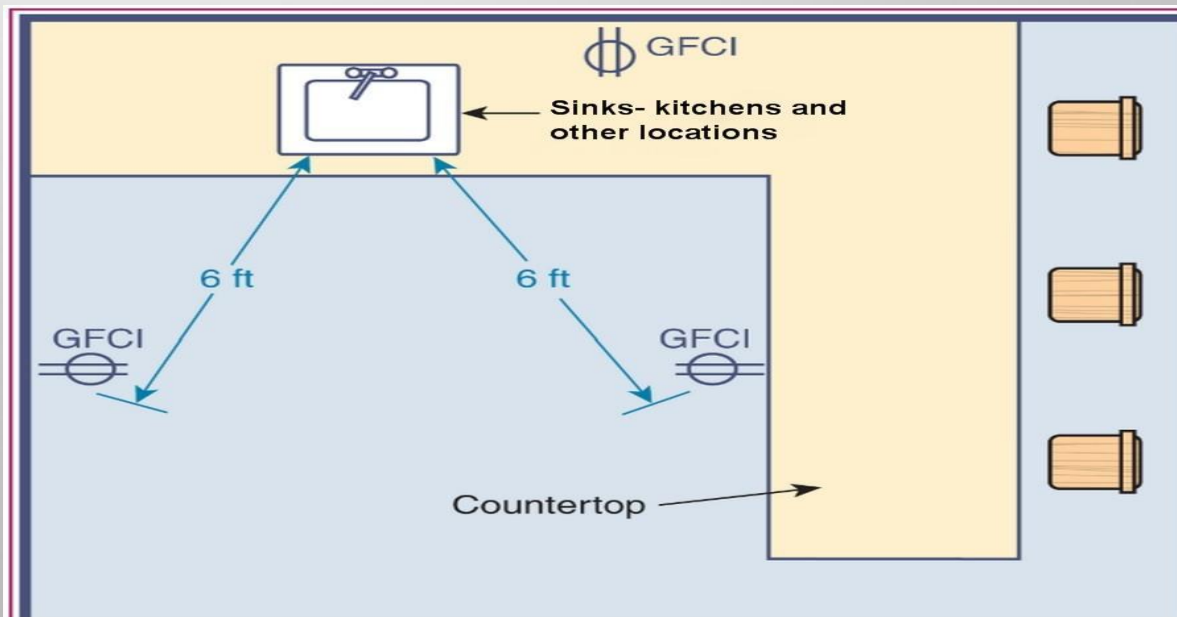 GFCI
Sinks- kitchens and
other locations
6 ft
6 ft
GFCI
GFCI
Countertop